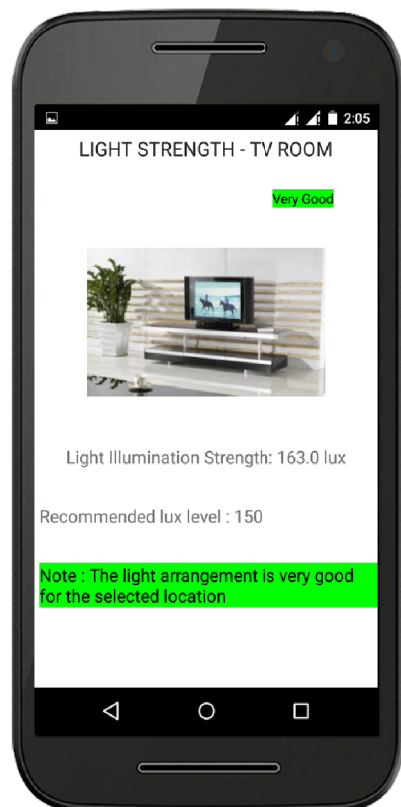 2:05
LIGHT STRENGTH - TV ROOM
Very Good
Light Illumination Strength: 163.0 lux
Recommended lux level : 150
Note : The light arrangement is very good
for the selected location